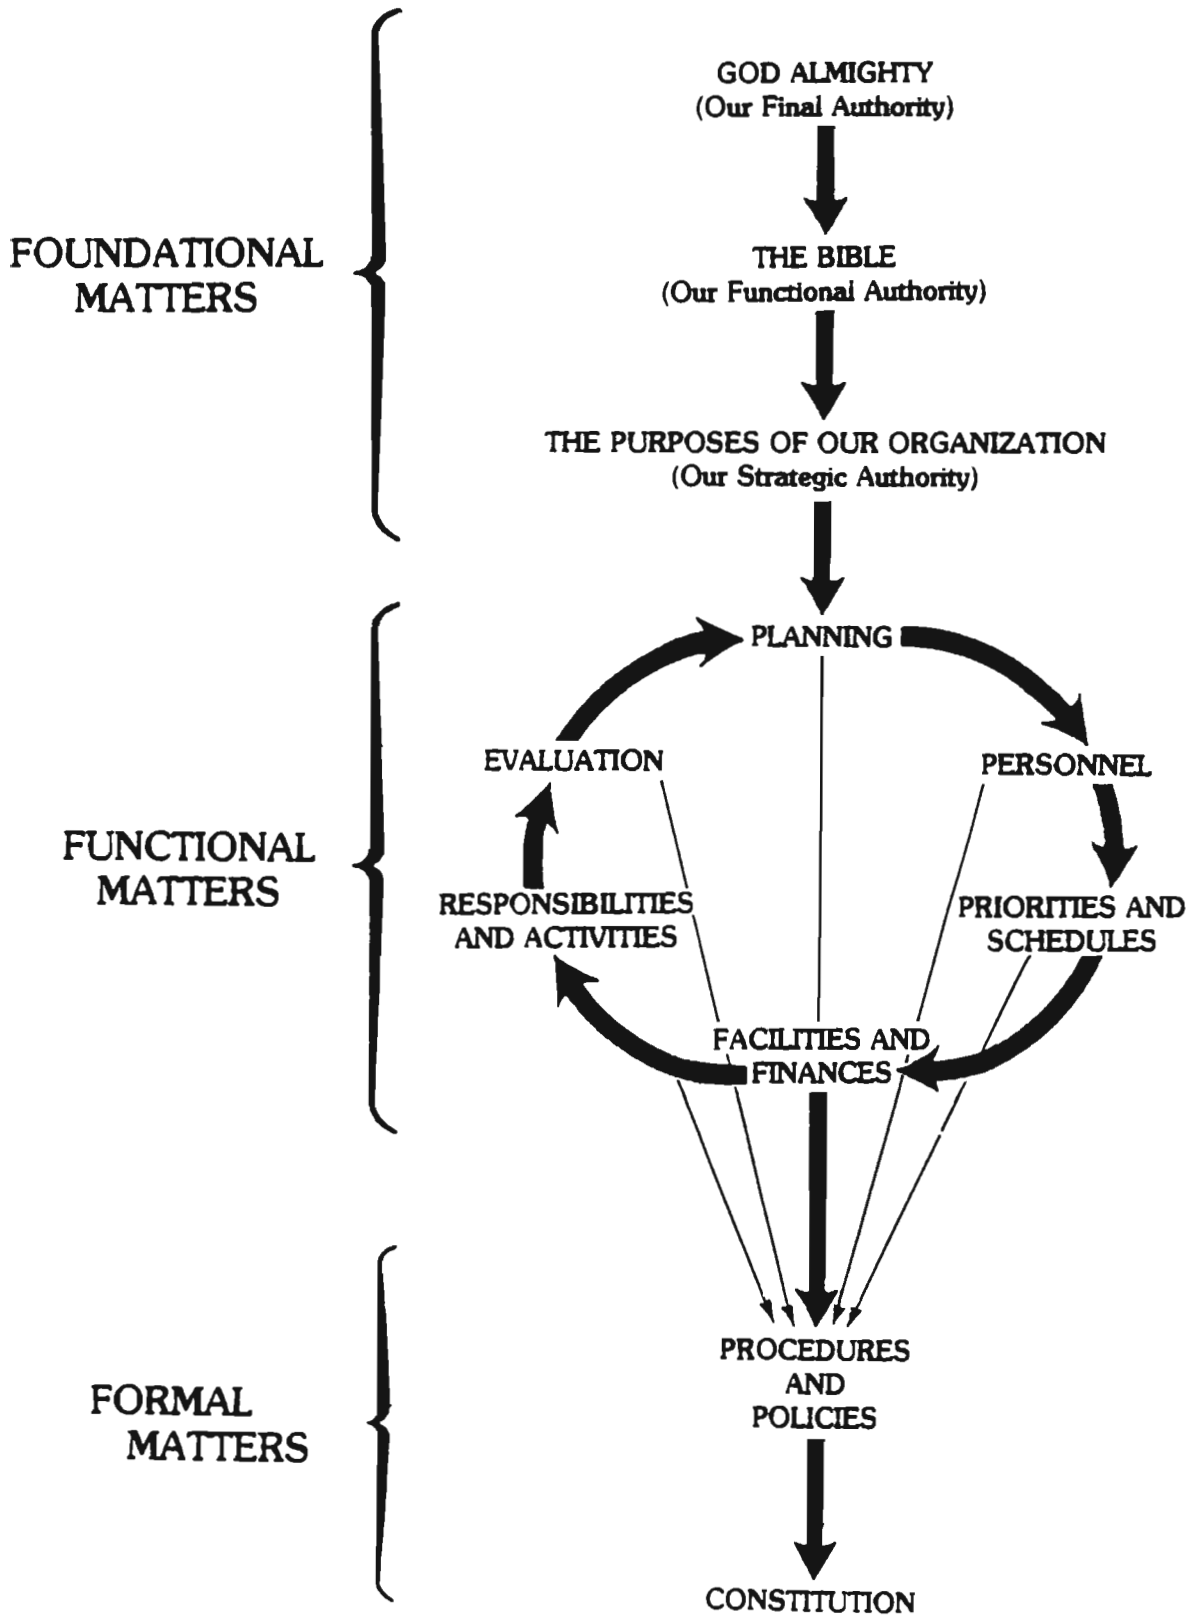 FOUNDATIONAL
MATTERS
GOD ALMIGHTY
(Our Final Authority)
THE BIBLE
(Our Functional Authority)
THE PURPOSES OF OUR ORGANIZATION
(Our Strategic Authority)
FUNCTIONAL
MATTERS
PLANNING
EVALUATION
PERSONNEL
RESPONSIBILITIES
AND ACTIVITIES
PRIORITIES AND
SCHEDULES
FACILITIES AND
FINANCES
FORMAL
MATTERS
PROCEDURES
AND
POLICIES
CONSTITUTION